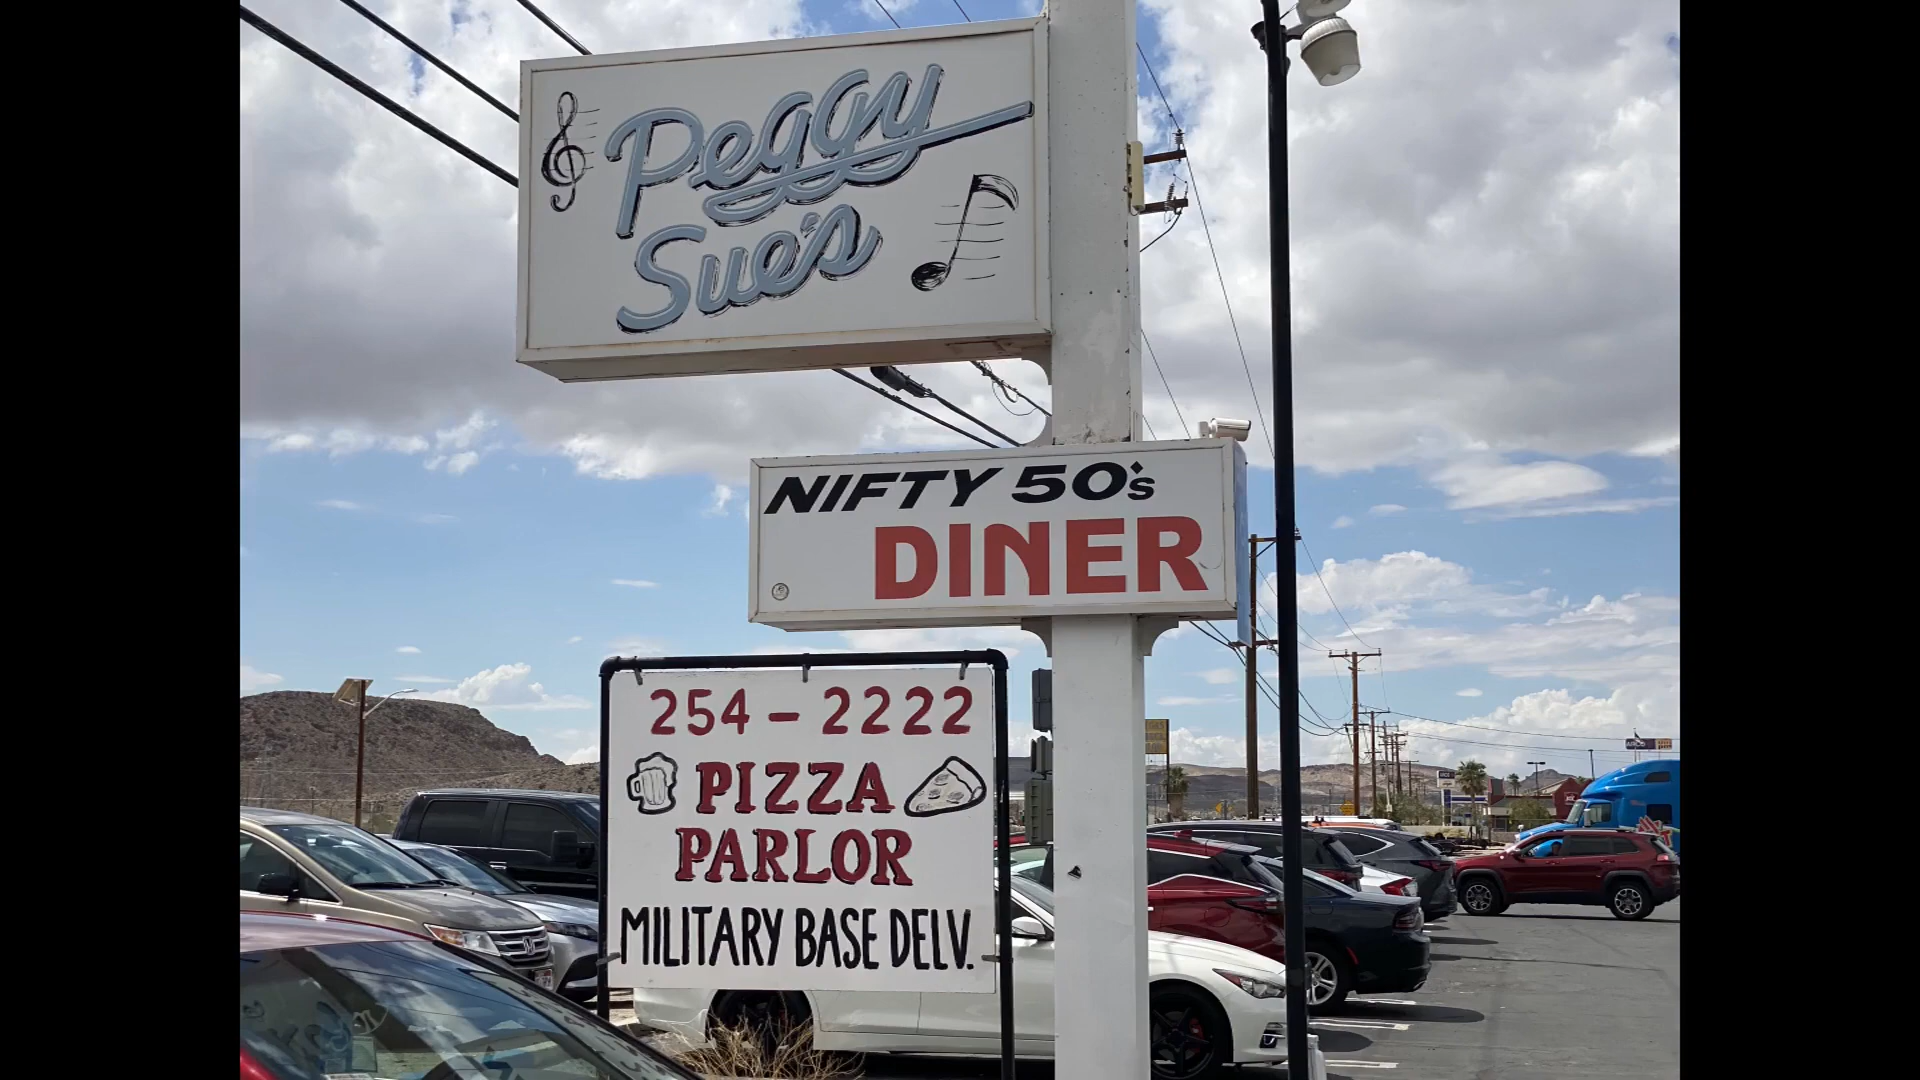 Peggy
Sue's
NIFTY 50's
DINER
254-2222
PIZZA
PARLOR
MILITARY BASE DELV.